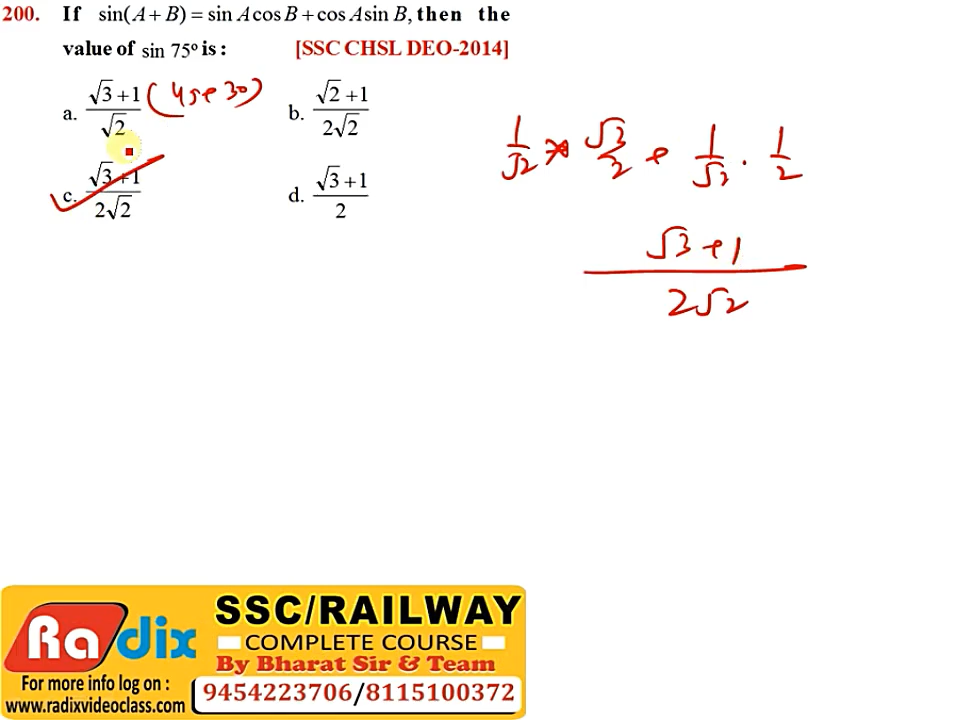 200. If sin(A + B) = sin A cos B + cos A sin B, then the
value of sin 75º is : [SSC CHSL DEO-2014]
a. (√3 + 1)/√2 (45+30)
b. (√2 + 1)/(2√2)
c. (√3 + 1)/(2√2)
d. (√3 + 1)/2
1/√2 × √3/2 + 1/√2 · 1/2
(√3 + 1)/(2√2)
Radix
For more info log on :
www.radixvideoclass.com
SSC/RAILWAY
COMPLETE COURSE
By Bharat Sir & Team
9454223706/8115100372